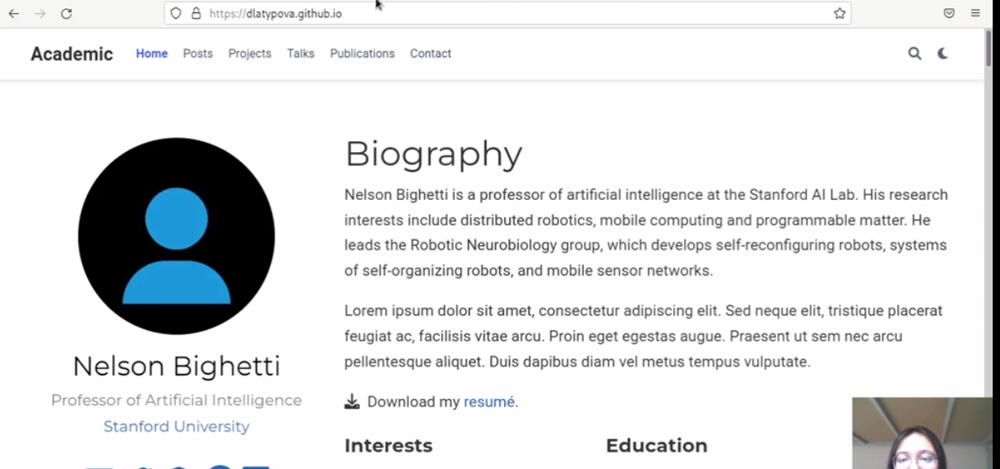 https://dlatypova.github.io
Academic Home Posts Projects Talks Publications Contact
Biography
Nelson Bighetti is a professor of artificial intelligence at the Stanford AI Lab. His research
interests include distributed robotics, mobile computing and programmable matter. He
leads the Robotic Neurobiology group, which develops self-reconfiguring robots, systems
of self-organizing robots, and mobile sensor networks.
Lorem ipsum dolor sit amet, consectetur adipiscing elit. Sed neque elit, tristique placerat
feugiat ac, facilisis vitae arcu. Proin eget egestas augue. Praesent ut sem nec arcu
pellentesque aliquet. Duis dapibus diam vel metus tempus vulputate.
Nelson Bighetti
Professor of Artificial Intelligence
Stanford University
Download my resumé.
Interests
Education